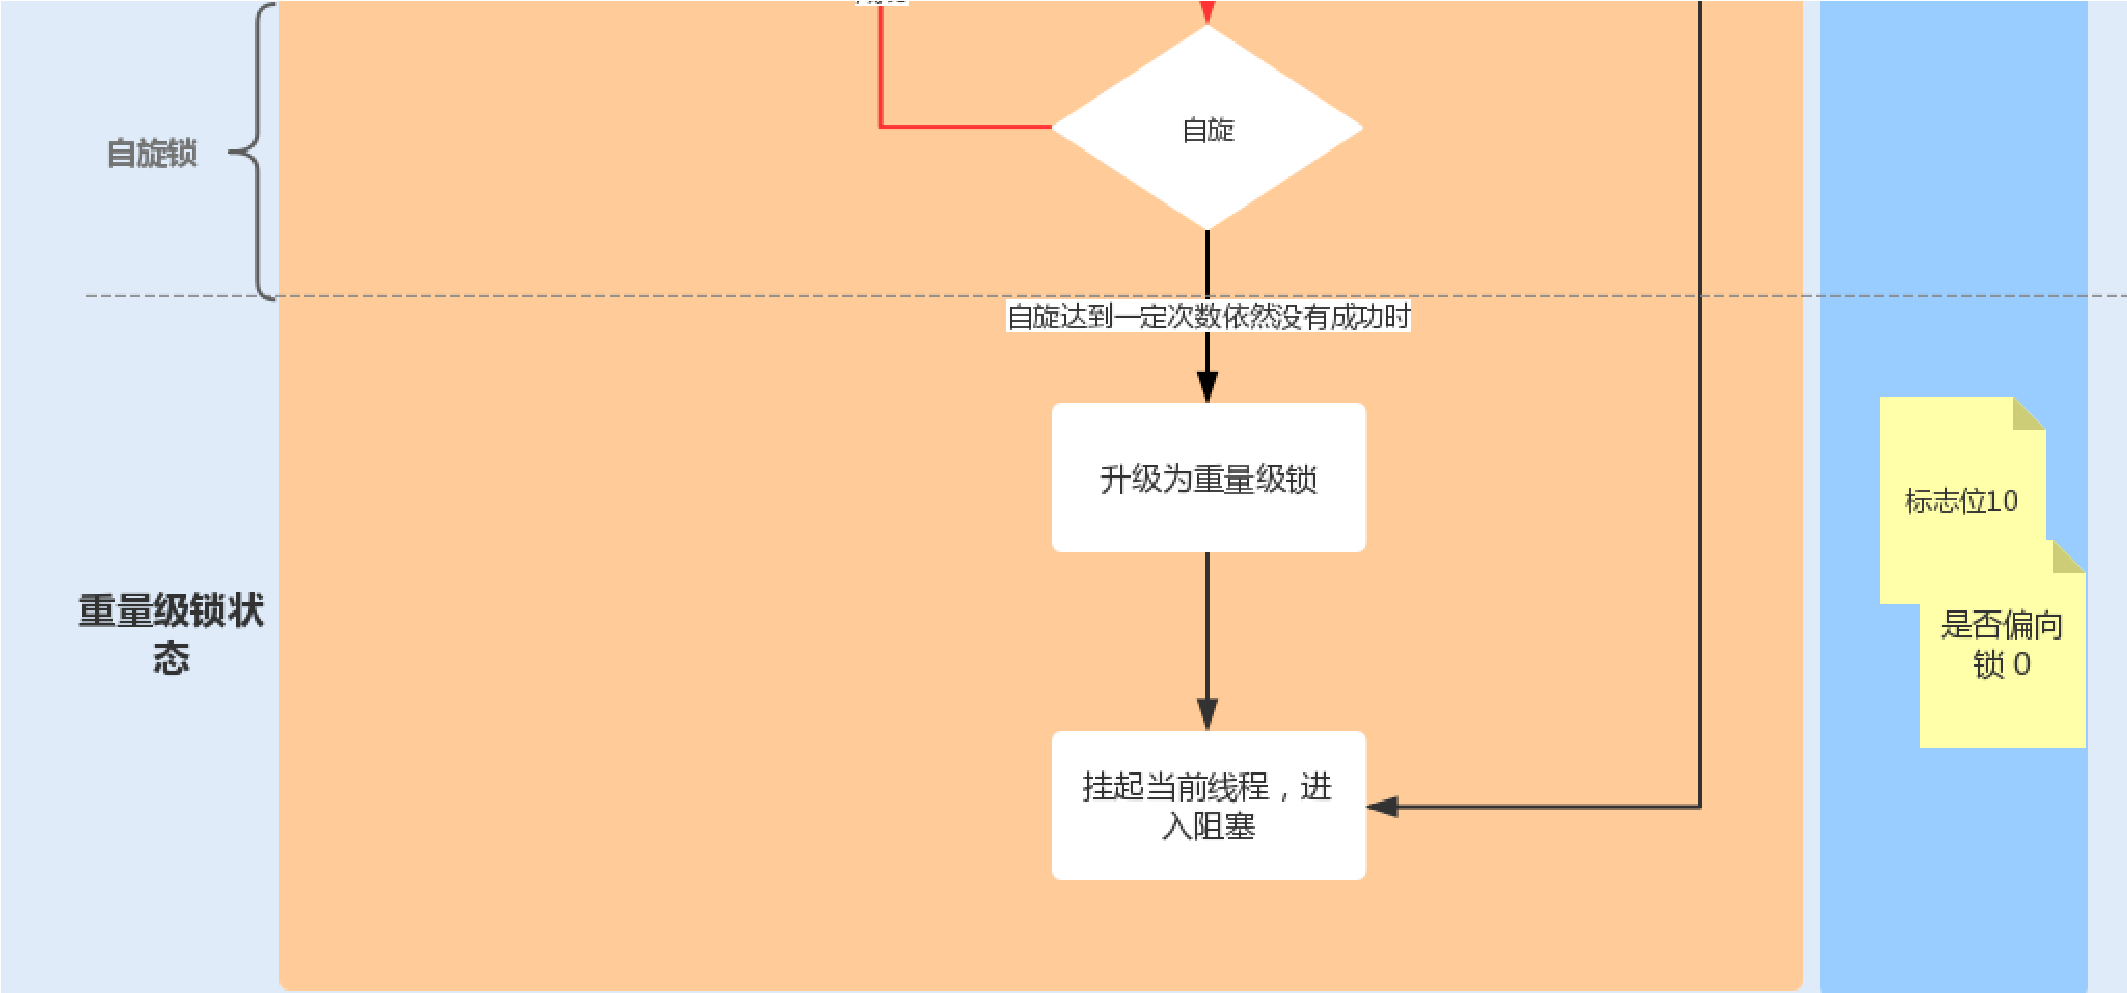 自旋
自旋锁
自旋达到一定次数依然没有成功时
升级为重量级锁
标志位10
重量级锁状
态
是否偏向
锁 0
挂起当前线程，进
入阻塞